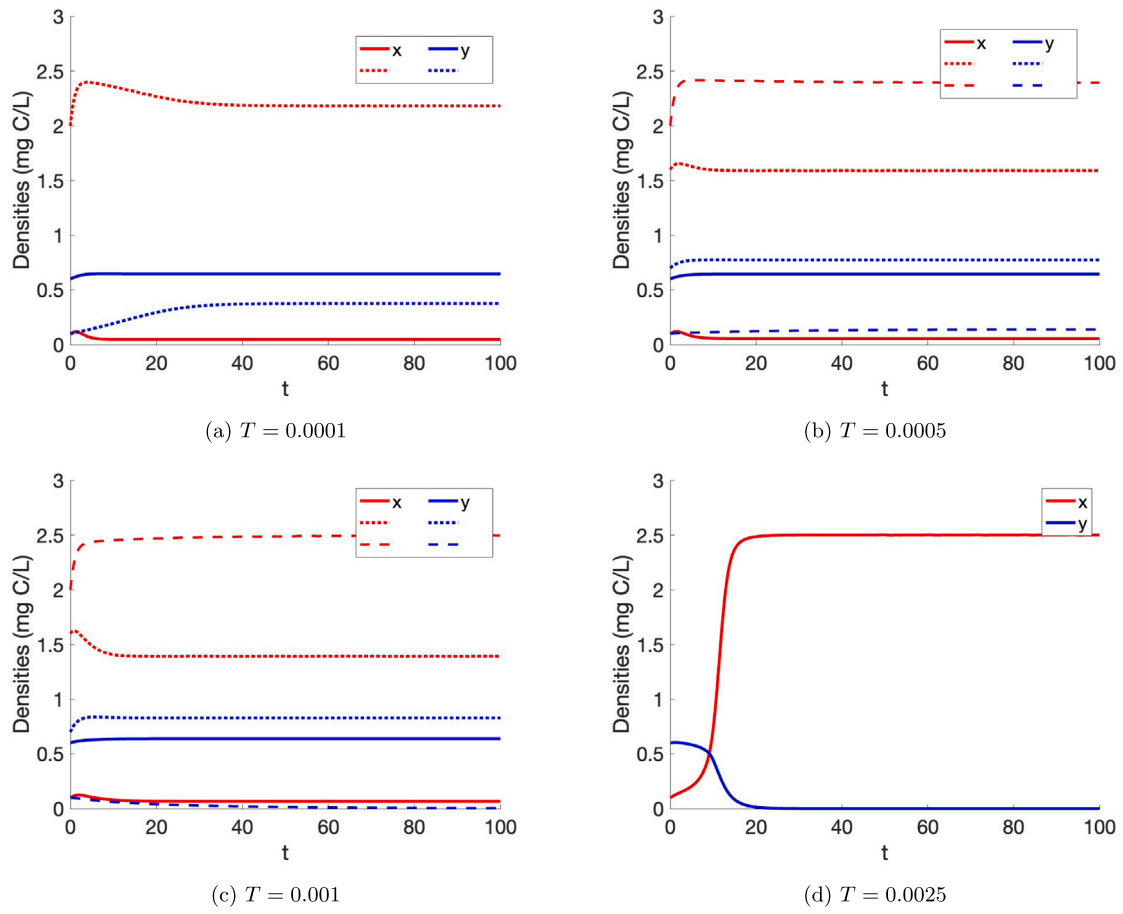 3
2.5
2
1.5
1
0.5
0
Densities (mg C/L)
x y
0 20 40 60 80 100
t
(a) T = 0.0001
3
2.5
2
1.5
1
0.5
0
Densities (mg C/L)
x y
0 20 40 60 80 100
t
(b) T = 0.0005
3
2.5
2
1.5
1
0.5
0
Densities (mg C/L)
x y
0 20 40 60 80 100
t
(c) T = 0.001
3
2.5
2
1.5
1
0.5
0
Densities (mg C/L)
x
y
0 20 40 60 80 100
t
(d) T = 0.0025